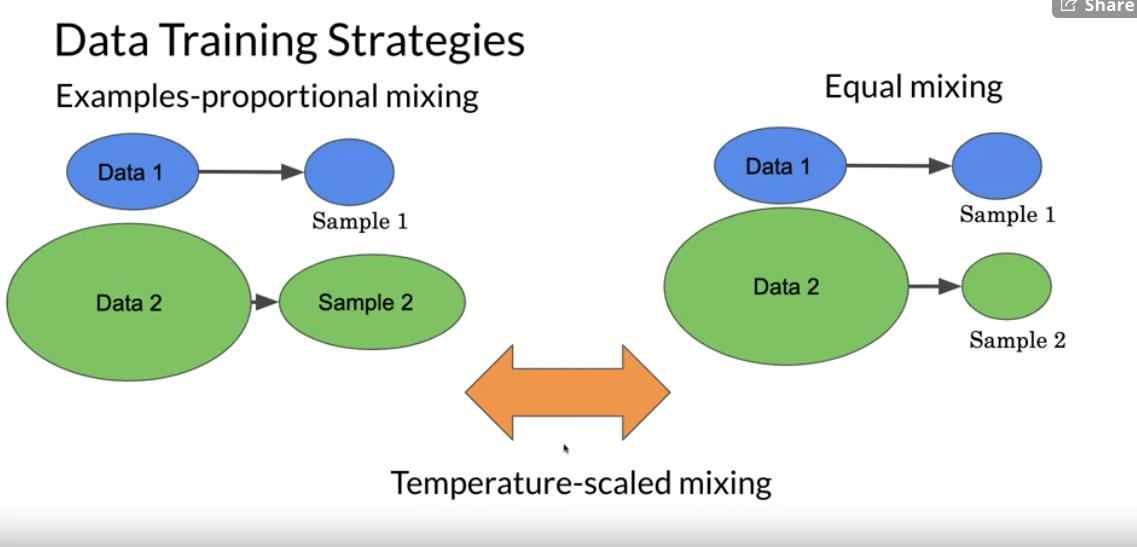 Share
Data Training Strategies
Examples-proportional mixing
Data 1
Sample 1
Data 2
Sample 2
Equal mixing
Data 1
Sample 1
Data 2
Sample 2
Temperature-scaled mixing